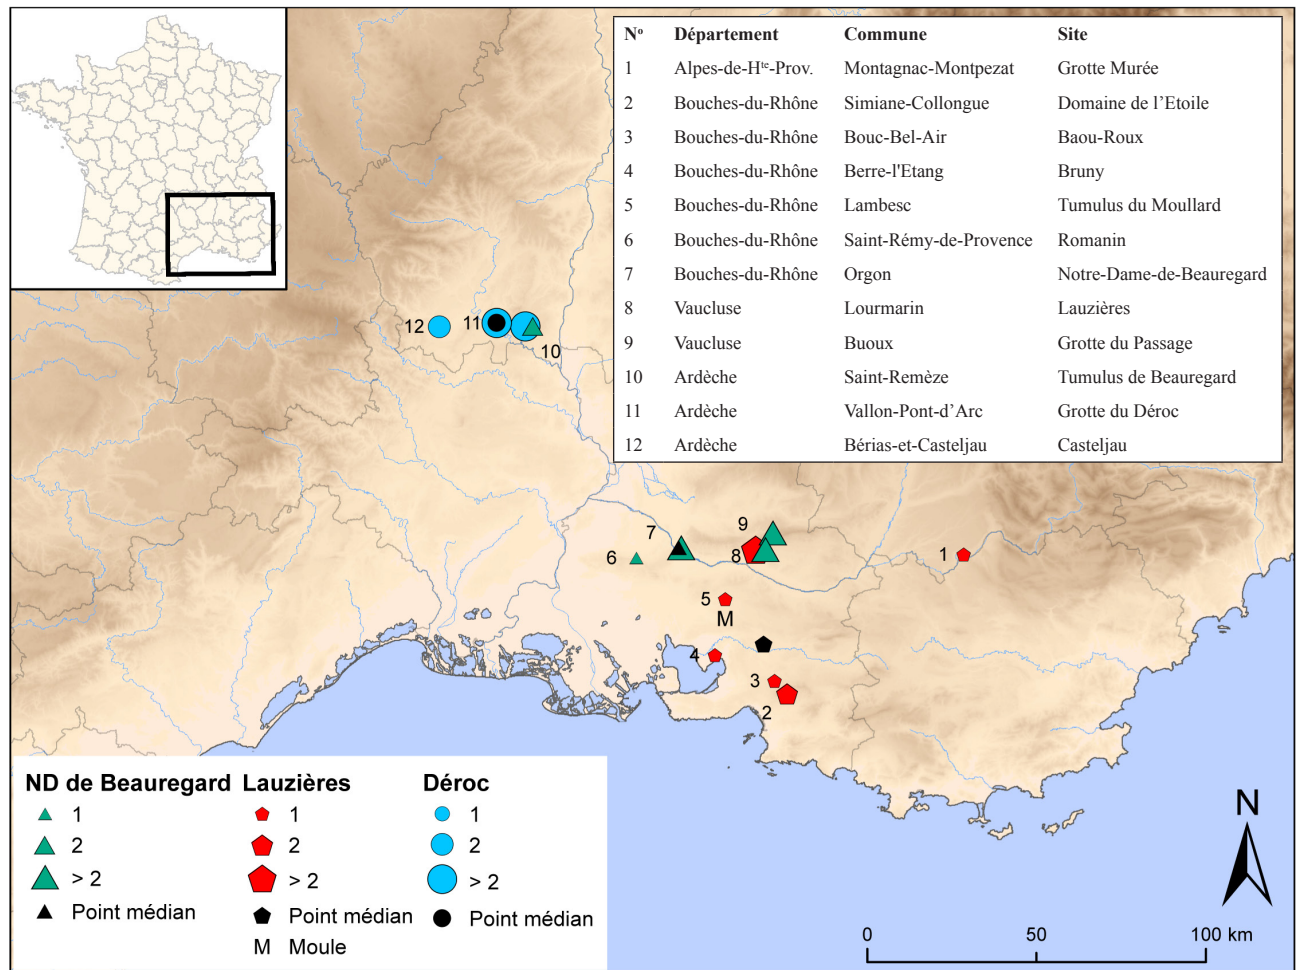 Nº Département Commune Site
1 Alpes-de-Hte-Prov. Montagnac-Montpezat Grotte Murée
2 Bouches-du-Rhône Simiane-Collongue Domaine de l’Etoile
3 Bouches-du-Rhône Bouc-Bel-Air Baou-Roux
4 Bouches-du-Rhône Berre-l'Etang Bruny
5 Bouches-du-Rhône Lambesc Tumulus du Moullard
6 Bouches-du-Rhône Saint-Rémy-de-Provence Romanin
7 Bouches-du-Rhône Orgon Notre-Dame-de-Beauregard
8 Vaucluse Lourmarin Lauzières
9 Vaucluse Buoux Grotte du Passage
10 Ardèche Saint-Remèze Tumulus de Beauregard
11 Ardèche Vallon-Pont-d’Arc Grotte du Déroc
12 Ardèche Bérias-et-Casteljau Casteljau
12
11
10
9
7
8
6
1
5
M
4
3
2
ND de Beauregard Lauzières Déroc
1 1 1
2 2 2
> 2 > 2 > 2
Point médian Point médian Point médian
M Moule
N
0 50 100 km